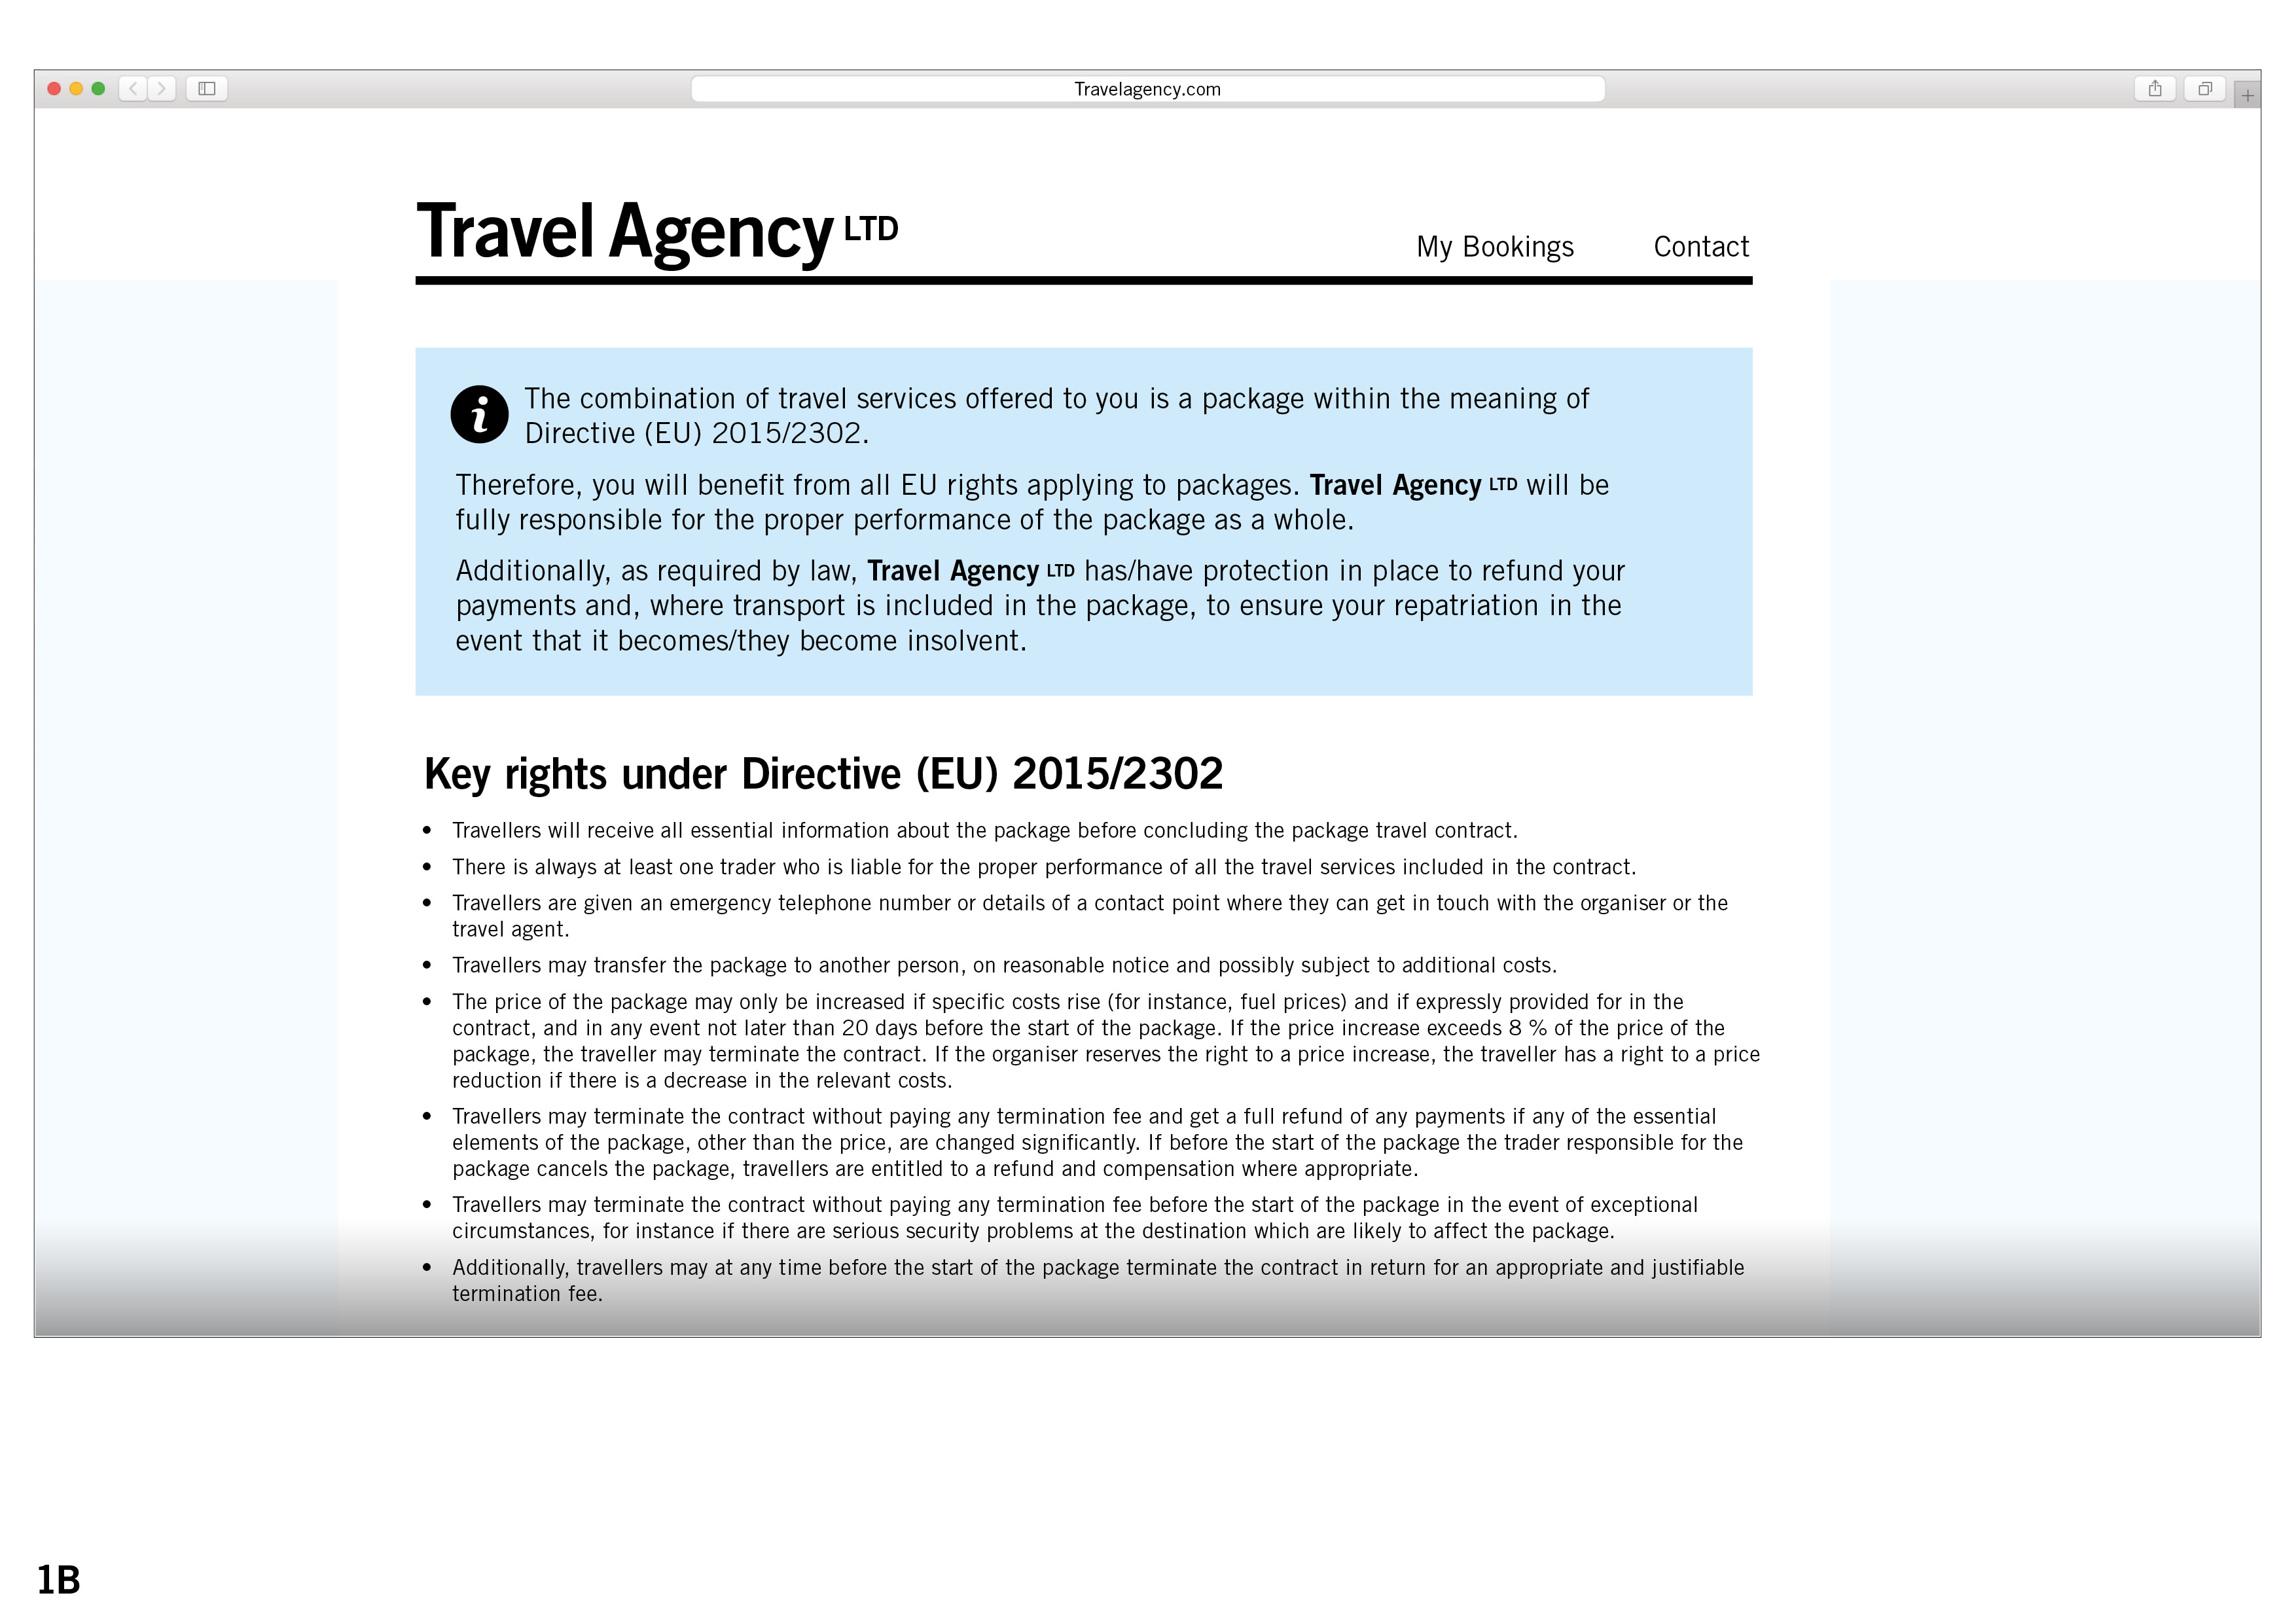 Travelagency.com
Travel Agency LTD
My Bookings Contact
i The combination of travel services offered to you is a package within the meaning of
Directive (EU) 2015/2302.
Therefore, you will benefit from all EU rights applying to packages. Travel Agency LTD will be
fully responsible for the proper performance of the package as a whole.
Additionally, as required by law, Travel Agency LTD has/have protection in place to refund your
payments and, where transport is included in the package, to ensure your repatriation in the
event that it becomes/they become insolvent.
Key rights under Directive (EU) 2015/2302
• Travellers will receive all essential information about the package before concluding the package travel contract.
• There is always at least one trader who is liable for the proper performance of all the travel services included in the contract.
• Travellers are given an emergency telephone number or details of a contact point where they can get in touch with the organiser or the
travel agent.
• Travellers may transfer the package to another person, on reasonable notice and possibly subject to additional costs.
• The price of the package may only be increased if specific costs rise (for instance, fuel prices) and if expressly provided for in the
contract, and in any event not later than 20 days before the start of the package. If the price increase exceeds 8 % of the price of the
package, the traveller may terminate the contract. If the organiser reserves the right to a price increase, the traveller has a right to a price
reduction if there is a decrease in the relevant costs.
• Travellers may terminate the contract without paying any termination fee and get a full refund of any payments if any of the essential
elements of the package, other than the price, are changed significantly. If before the start of the package the trader responsible for the
package cancels the package, travellers are entitled to a refund and compensation where appropriate.
• Travellers may terminate the contract without paying any termination fee before the start of the package in the event of exceptional
circumstances, for instance if there are serious security problems at the destination which are likely to affect the package.
• Additionally, travellers may at any time before the start of the package terminate the contract in return for an appropriate and justifiable
termination fee.
1B